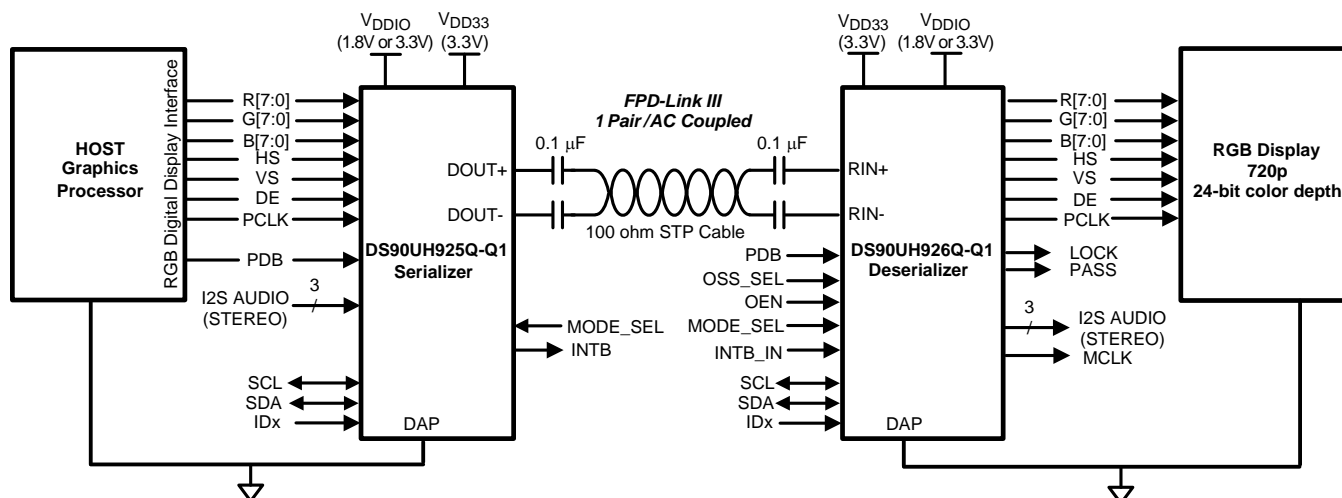 VDDIO
(1.8V or 3.3V)
VDD33
(3.3V)
VDD33
(3.3V)
VDDIO
(1.8V or 3.3V)
HOST
Graphics
Processor
RGB Digital Display Interface
R[7:0]
G[7:0]
B[7:0]
HS
VS
DE
PCLK
PDB
I2S AUDIO
(STEREO)
3
SCL
SDA
IDx
DOUT+
DOUT-
DS90UH925Q-Q1
Serializer
DAP
MODE_SEL
INTB
FPD-Link III
1 Pair /AC Coupled
0.1 μF
0.1 μF
100 ohm STP Cable
PDB
OSS_SEL
OEN
MODE_SEL
INTB_IN
SCL
SDA
IDx
RIN+
RIN-
DS90UH926Q-Q1
Deserializer
DAP
R[7:0]
G[7:0]
B[7:0]
HS
VS
DE
PCLK
LOCK
PASS
3
I2S AUDIO
(STEREO)
MCLK
RGB Display
720p
24-bit color depth